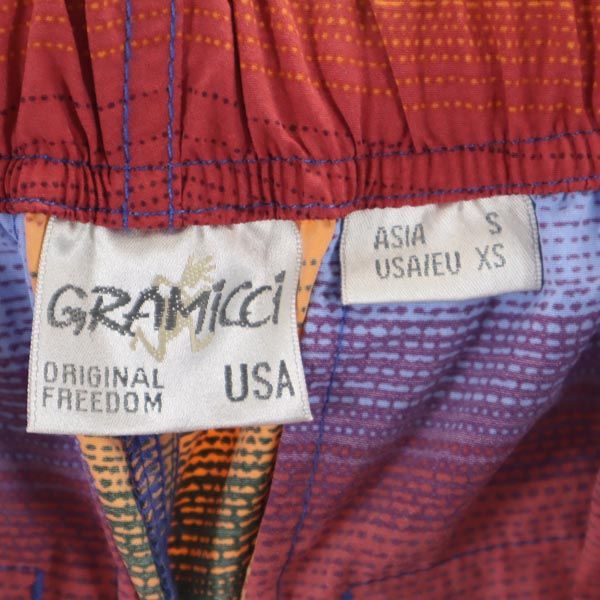 GRAMICCI
ORIGINAL
FREEDOM
USA
ASIA S
USA/EU XS